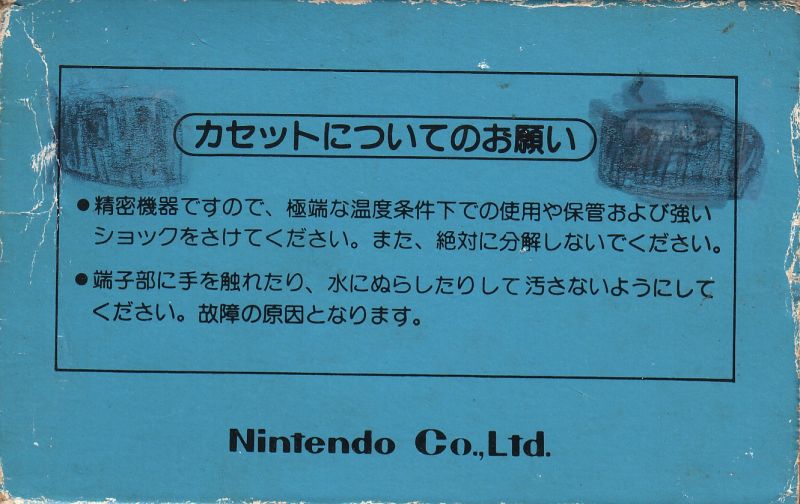 カセットについてのお願い
●精密機器ですので、極端な温度条件下での使用や保管および強い
ショックをさけてください。また、絶対に分解しないでください。
●端子部に手を触れたり、水にぬらしたりして汚さないようにして
ください。故障の原因となります。
Nintendo Co.,Ltd.